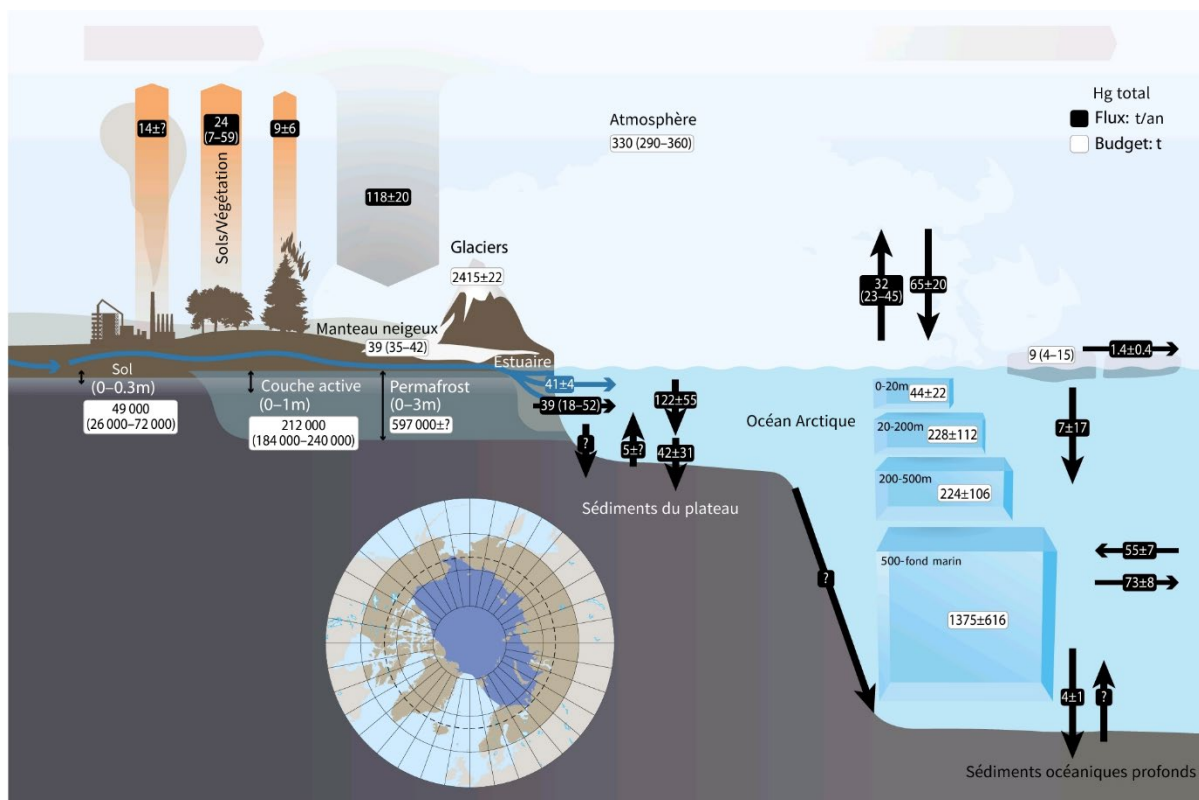 Hg total
Flux: t/an
Budget: t
Atmosphère
330 (290–360)
14±?
24
(7–59)
9±6
Sols/Végétation
118±20
Glaciers
2415±22
Manteau neigeux
39 (35–42)
32
(23–45)
65±20
9 (4–15)
1.4±0.4
Estuaire
Sol
(0–0.3m)
49 000
(26 000–72 000)
Couche active
(0–1m)
212 000
(184 000–240 000)
Permafrost
(0–3m)
597 000±?
41±4
39 (18–52)
122±55
?
5±?
42±31
Sédiments du plateau
Océan Arctique
0-20m
44±22
20-200m
228±112
200-500m
224±106
500-fond marin
1375±616
7±17
55±7
73±8
?
4±1
?
Sédiments océaniques profonds